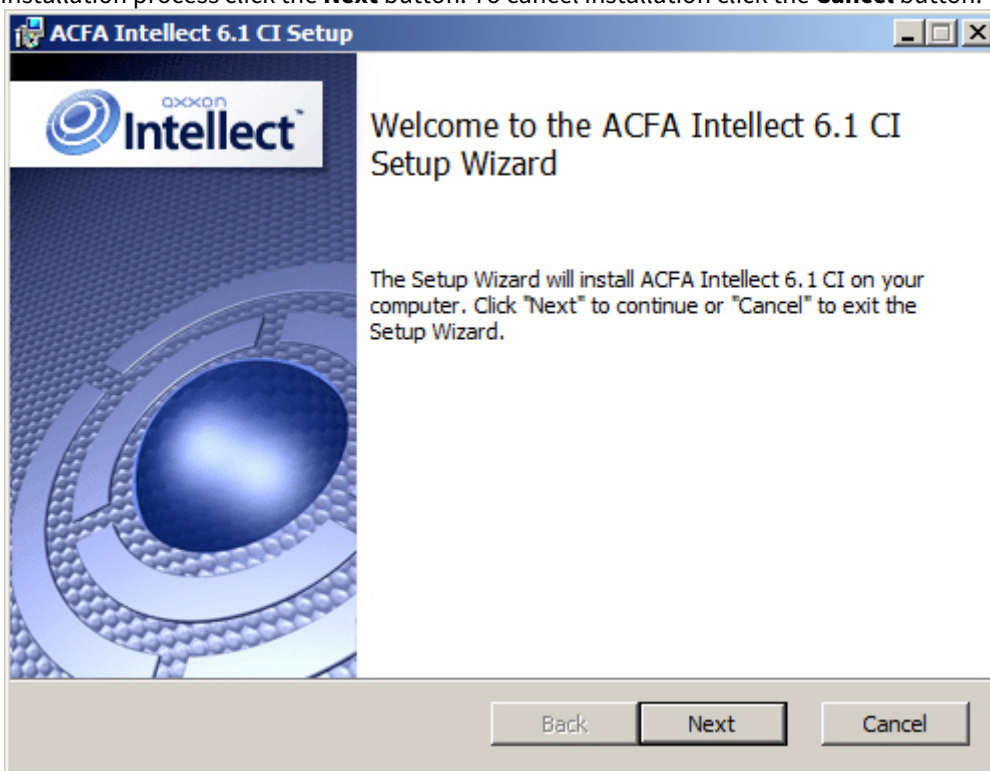 installation process click the Next button. To cancel installation click the Cancel button.
ACFA Intellect 6.1 CI Setup
axxon
Intellect
Welcome to the ACFA Intellect 6.1 CI
Setup Wizard
The Setup Wizard will install ACFA Intellect 6.1 CI on your
computer. Click "Next" to continue or "Cancel" to exit the
Setup Wizard.
Back Next Cancel